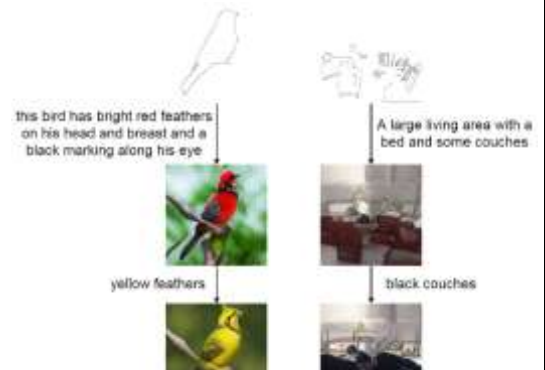 this bird has bright red feathers
on his head and breast and a
black marking along his eye
A large living area with a
bed and some couches
yellow feathers
black couches